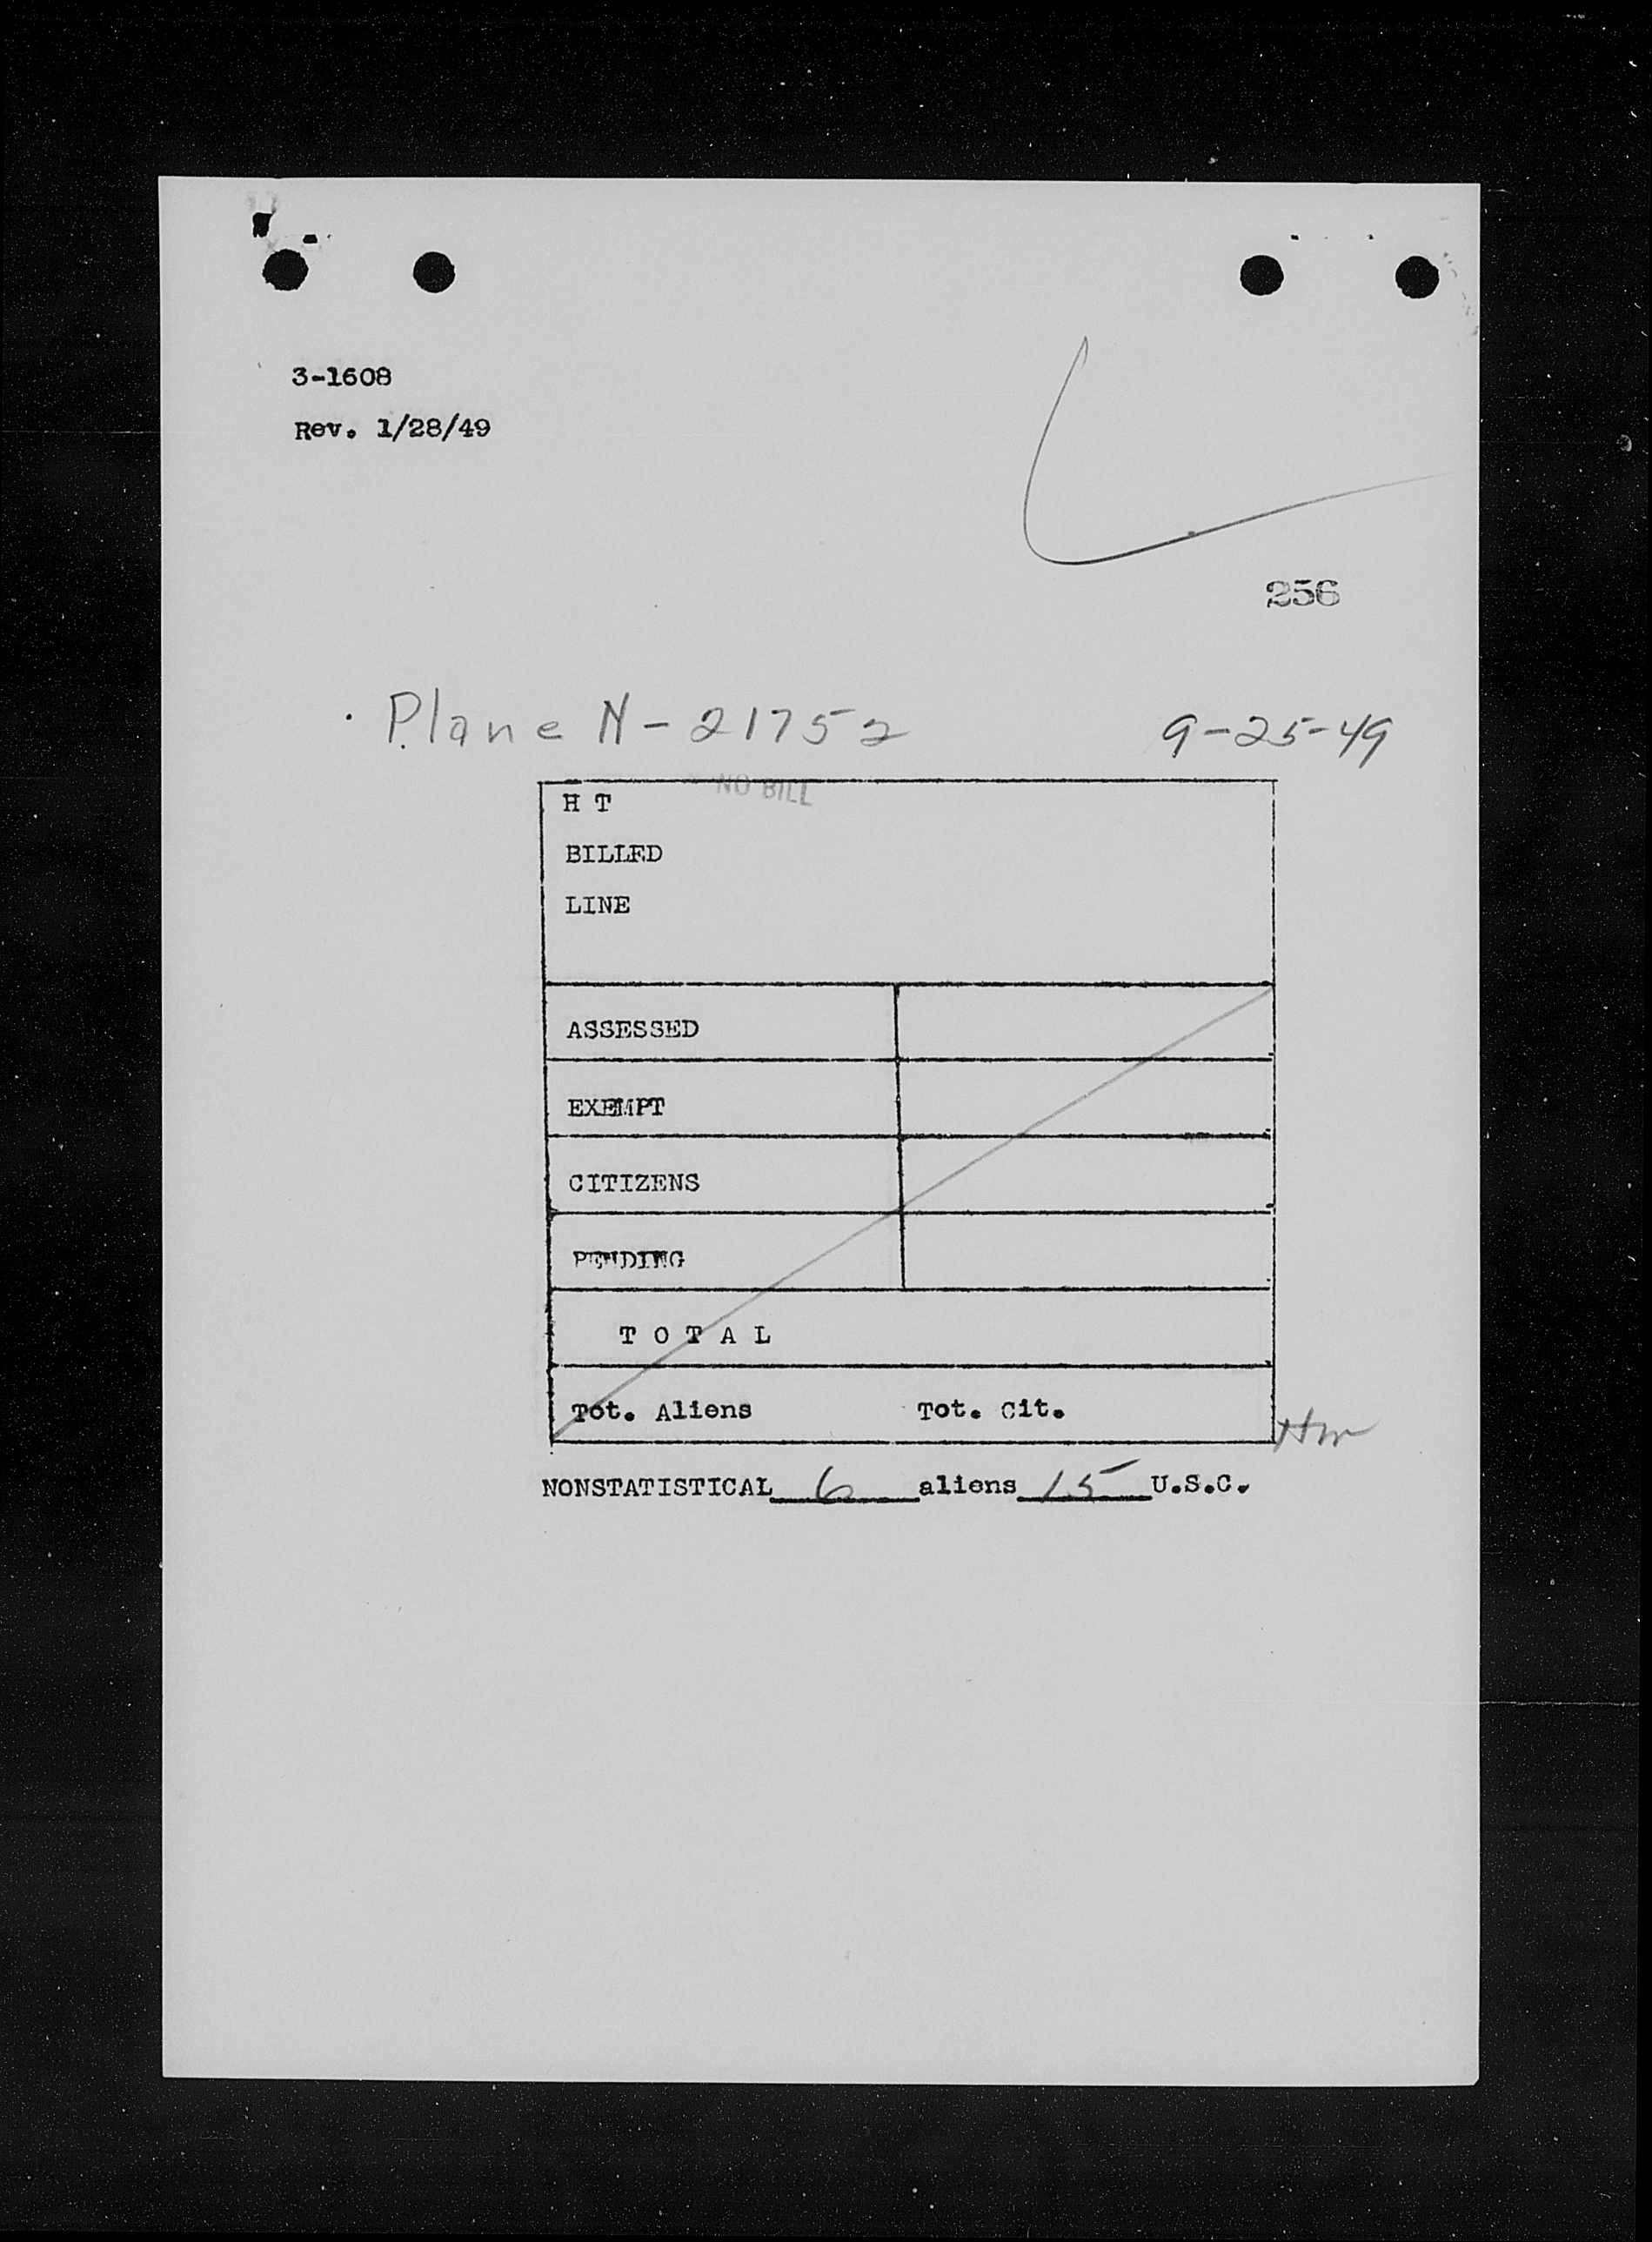 3-1608
Rev. 1/28/49
256
Plane N-21752
9-25-49
NO BILL
H T
BILLED
LINE
ASSESSED
EXEMPT
CITIZENS
PENDING
T O T A L
Tot. Aliens Tot. Cit.
NONSTATISTICAL 6 aliens 15 U.S.C.